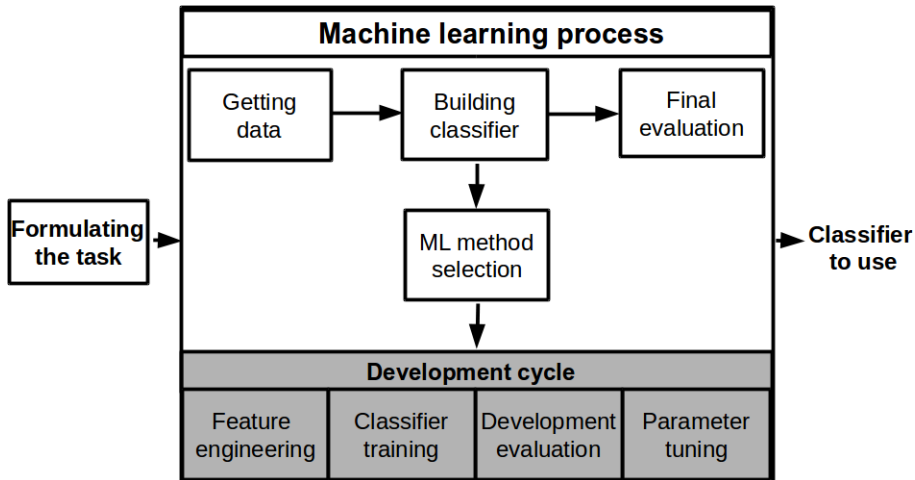 Machine learning process
Getting
data
Building
classifier
Final
evaluation
Formulating
the task
ML method
selection
Classifier
to use
Development cycle
Feature
engineering
Classifier
training
Development
evaluation
Parameter
tuning